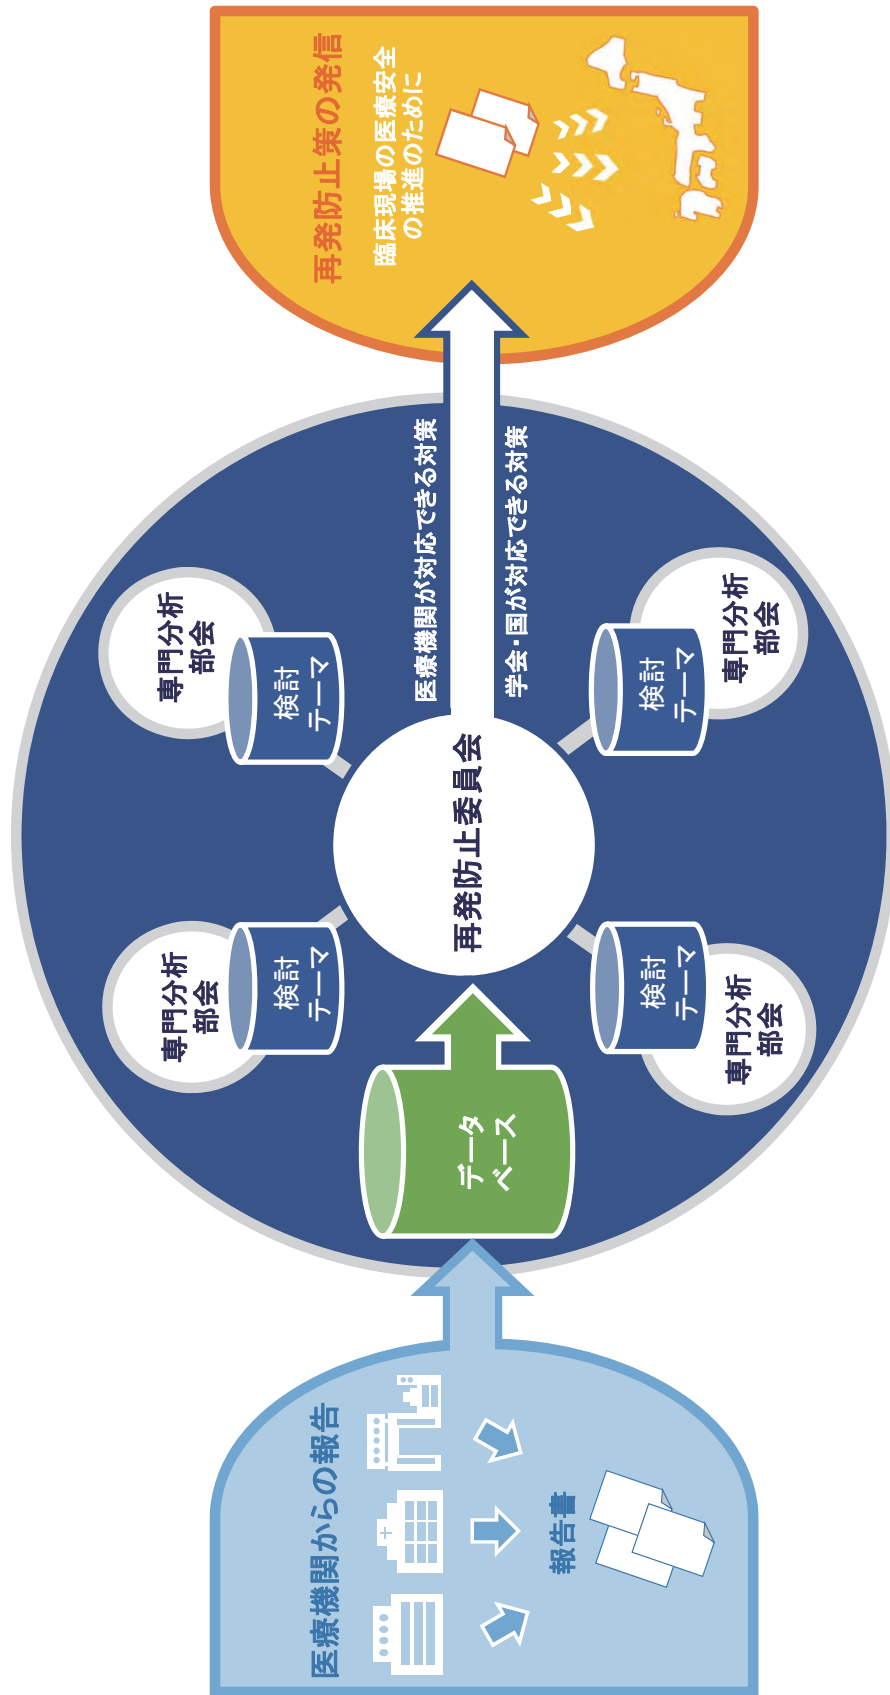 医療機関からの報告
報告書
データ
ベース
専門分析
部会
検討
テーマ
専門分析
部会
検討
テーマ
再発防止委員会
専門分析
部会
検討
テーマ
専門分析
部会
検討
テーマ
医療機関が対応できる対策
学会・国が対応できる対策
再発防止策の発信
臨床現場の医療安全
の推進のために